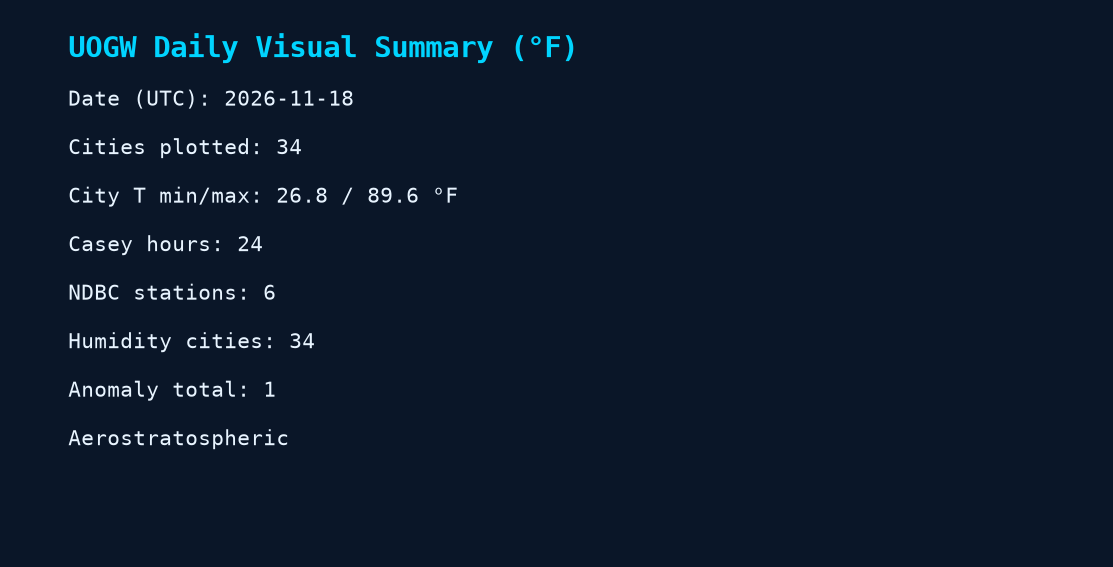 UOGW Daily Visual Summary (°F)
Date (UTC): 2026-11-18
Cities plotted: 34
City T min/max: 26.8 / 89.6 °F
Casey hours: 24
NDBC stations: 6
Humidity cities: 34
Anomaly total: 1
Aerostratospheric